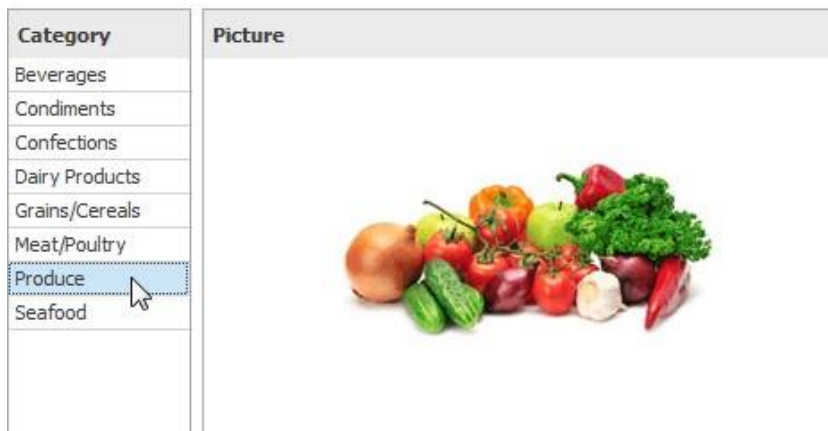 Category
Picture
Beverages
Condiments
Confections
Dairy Products
Grains/Cereals
Meat/Poultry
Produce
Seafood